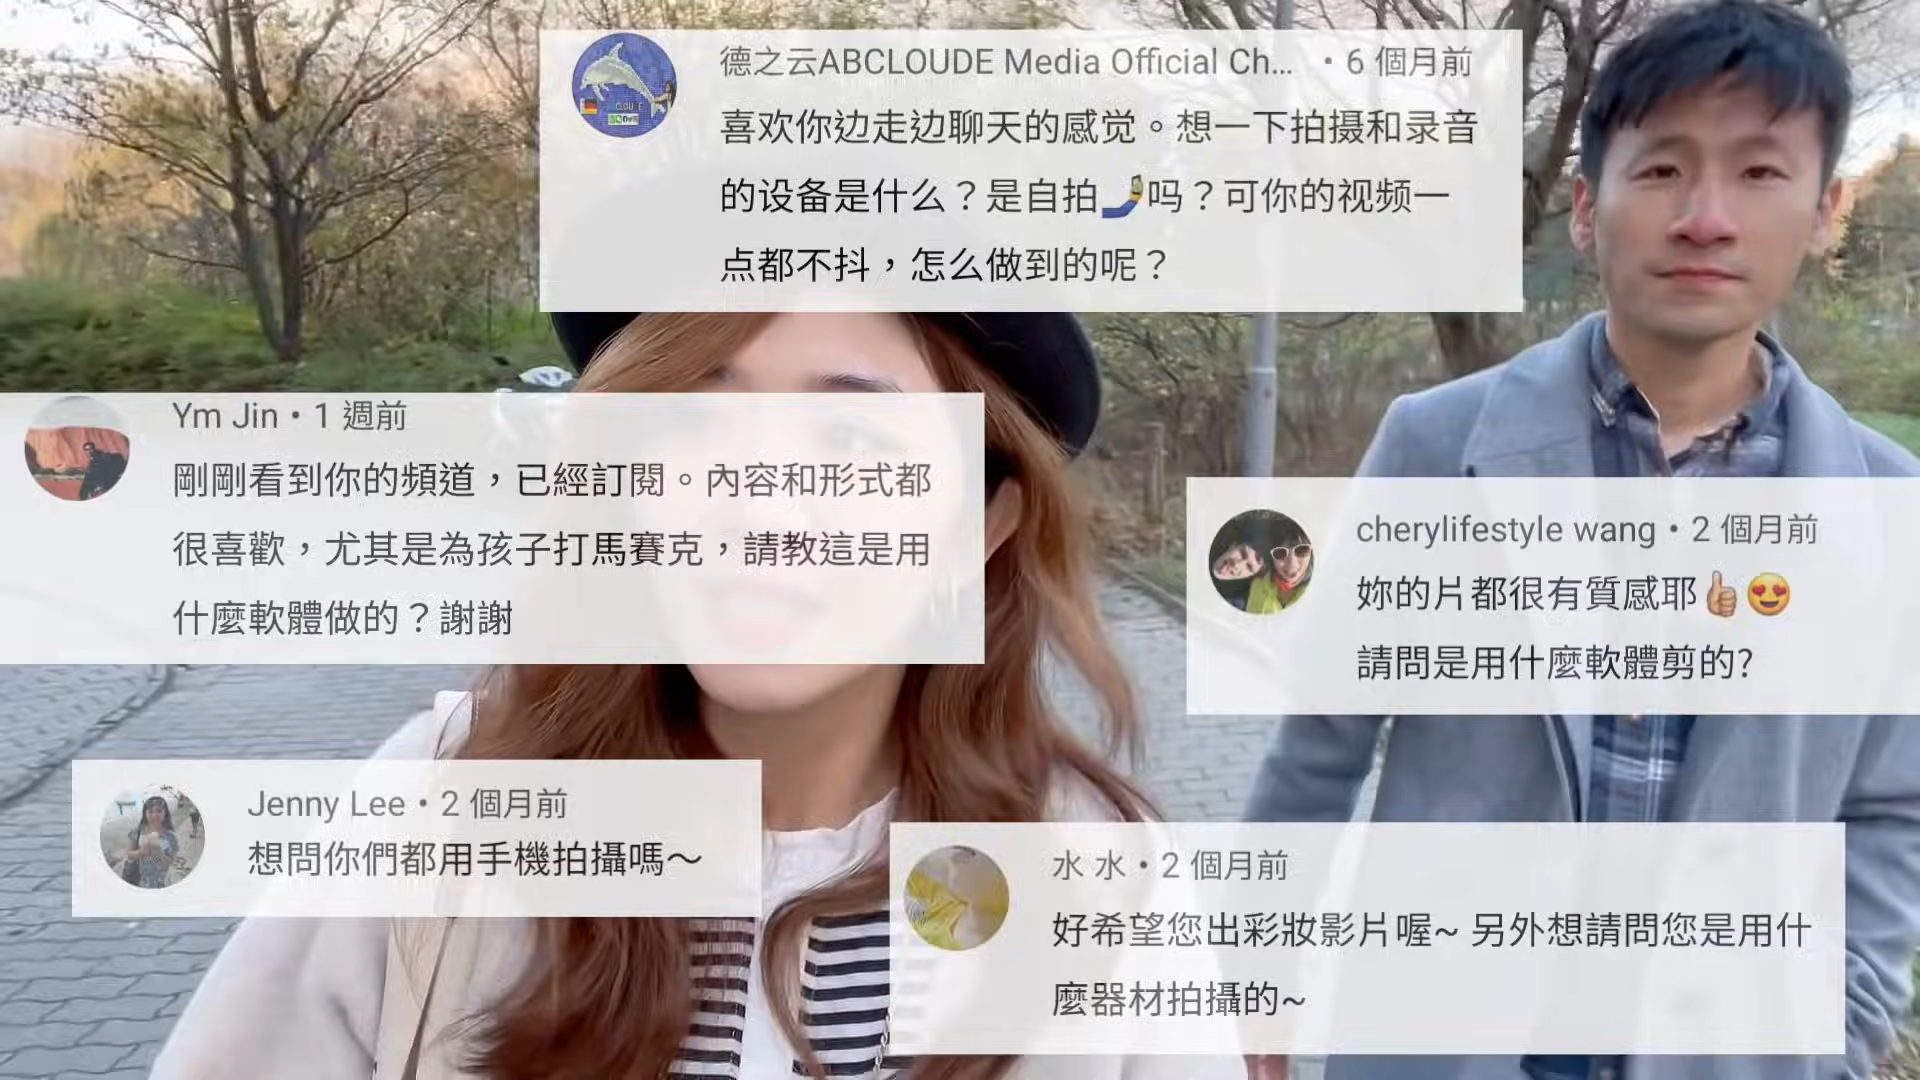 德之云ABCLOUDE Media Official Ch... • 6 個月前
喜欢你边走边聊天的感觉。想一下拍摄和录音
的设备是什么？是自拍🤳吗？可你的视频一
点都不抖，怎么做到的呢？
Ym Jin • 1 週前
剛剛看到你的頻道，已經訂閱。內容和形式都
很喜歡，尤其是為孩子打馬賽克，請教這是用
什麼軟體做的？謝謝
cherylifestyle wang • 2 個月前
妳的片都很有質感耶👍😍
請問是用什麼軟體剪的?
Jenny Lee • 2 個月前
想問你們都用手機拍攝嗎～
水 水 • 2 個月前
好希望您出彩妝影片喔~ 另外想請問您是用什
麼器材拍攝的~